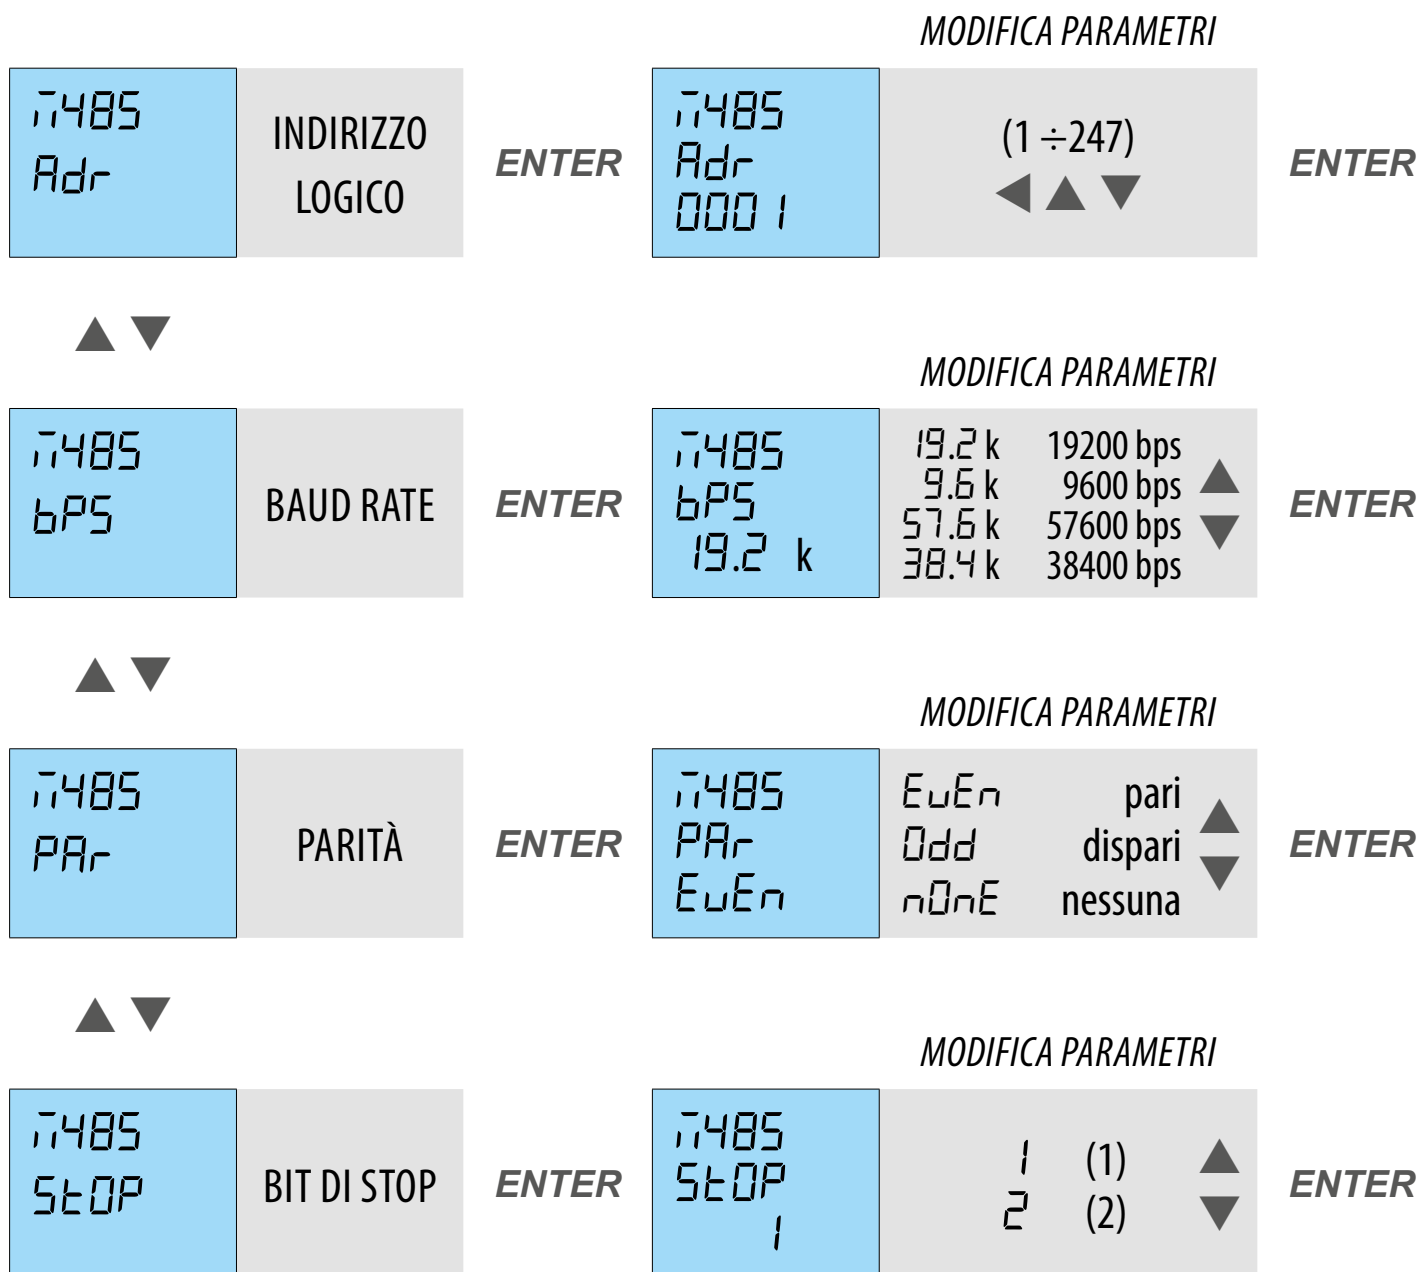 MODIFICA PARAMETRI
M485
Adr
INDIRIZZO
LOGICO
ENTER
M485
Adr
0001
(1 ÷247)
ENTER
MODIFICA PARAMETRI
M485
bPS
BAUD RATE
ENTER
M485
bPS
19.2 k
19.2 k 19200 bps
9.6 k 9600 bps
57.6 k 57600 bps
38.4 k 38400 bps
ENTER
MODIFICA PARAMETRI
M485
PAr
PARITÀ
ENTER
M485
PAr
EvEn
EvEn pari
Odd dispari
nOnE nessuna
ENTER
MODIFICA PARAMETRI
M485
StOP
BIT DI STOP
ENTER
M485
StOP
1
1 (1)
2 (2)
ENTER